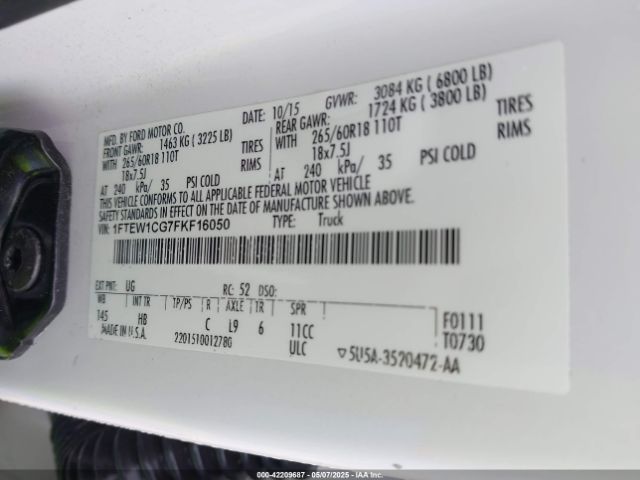 MFD. BY FORD MOTOR CO.
DATE: 10/15 GVWR: 3084 KG ( 6800 LB)
FRONT GAWR: 1463 KG ( 3225 LB)
REAR GAWR: 1724 KG ( 3800 LB)
WITH 265/60R18 110T TIRES
WITH 265/60R18 110T TIRES
18x7.5J RIMS
18x7.5J RIMS
AT 240 kPa/ 35 PSI COLD
AT 240 kPa/ 35 PSI COLD
THIS VEHICLE CONFORMS TO ALL APPLICABLE FEDERAL MOTOR VEHICLE
SAFETY STANDARDS IN EFFECT ON THE DATE OF MANUFACTURE SHOWN ABOVE.
VIN: 1FTEW1CG7FKF16050 TYPE: Truck
EXT PNT: UG RC: 52 DSO:
WB INT TR TP/PS R AXLE TR SPR
145 HB C L9 6 11CC F0111
MADE IN U.S.A. 220151001278G ULC T0730
▽5U5A-3520472-AA
000-42209687 - 05/07/2025 - IAAI.COM